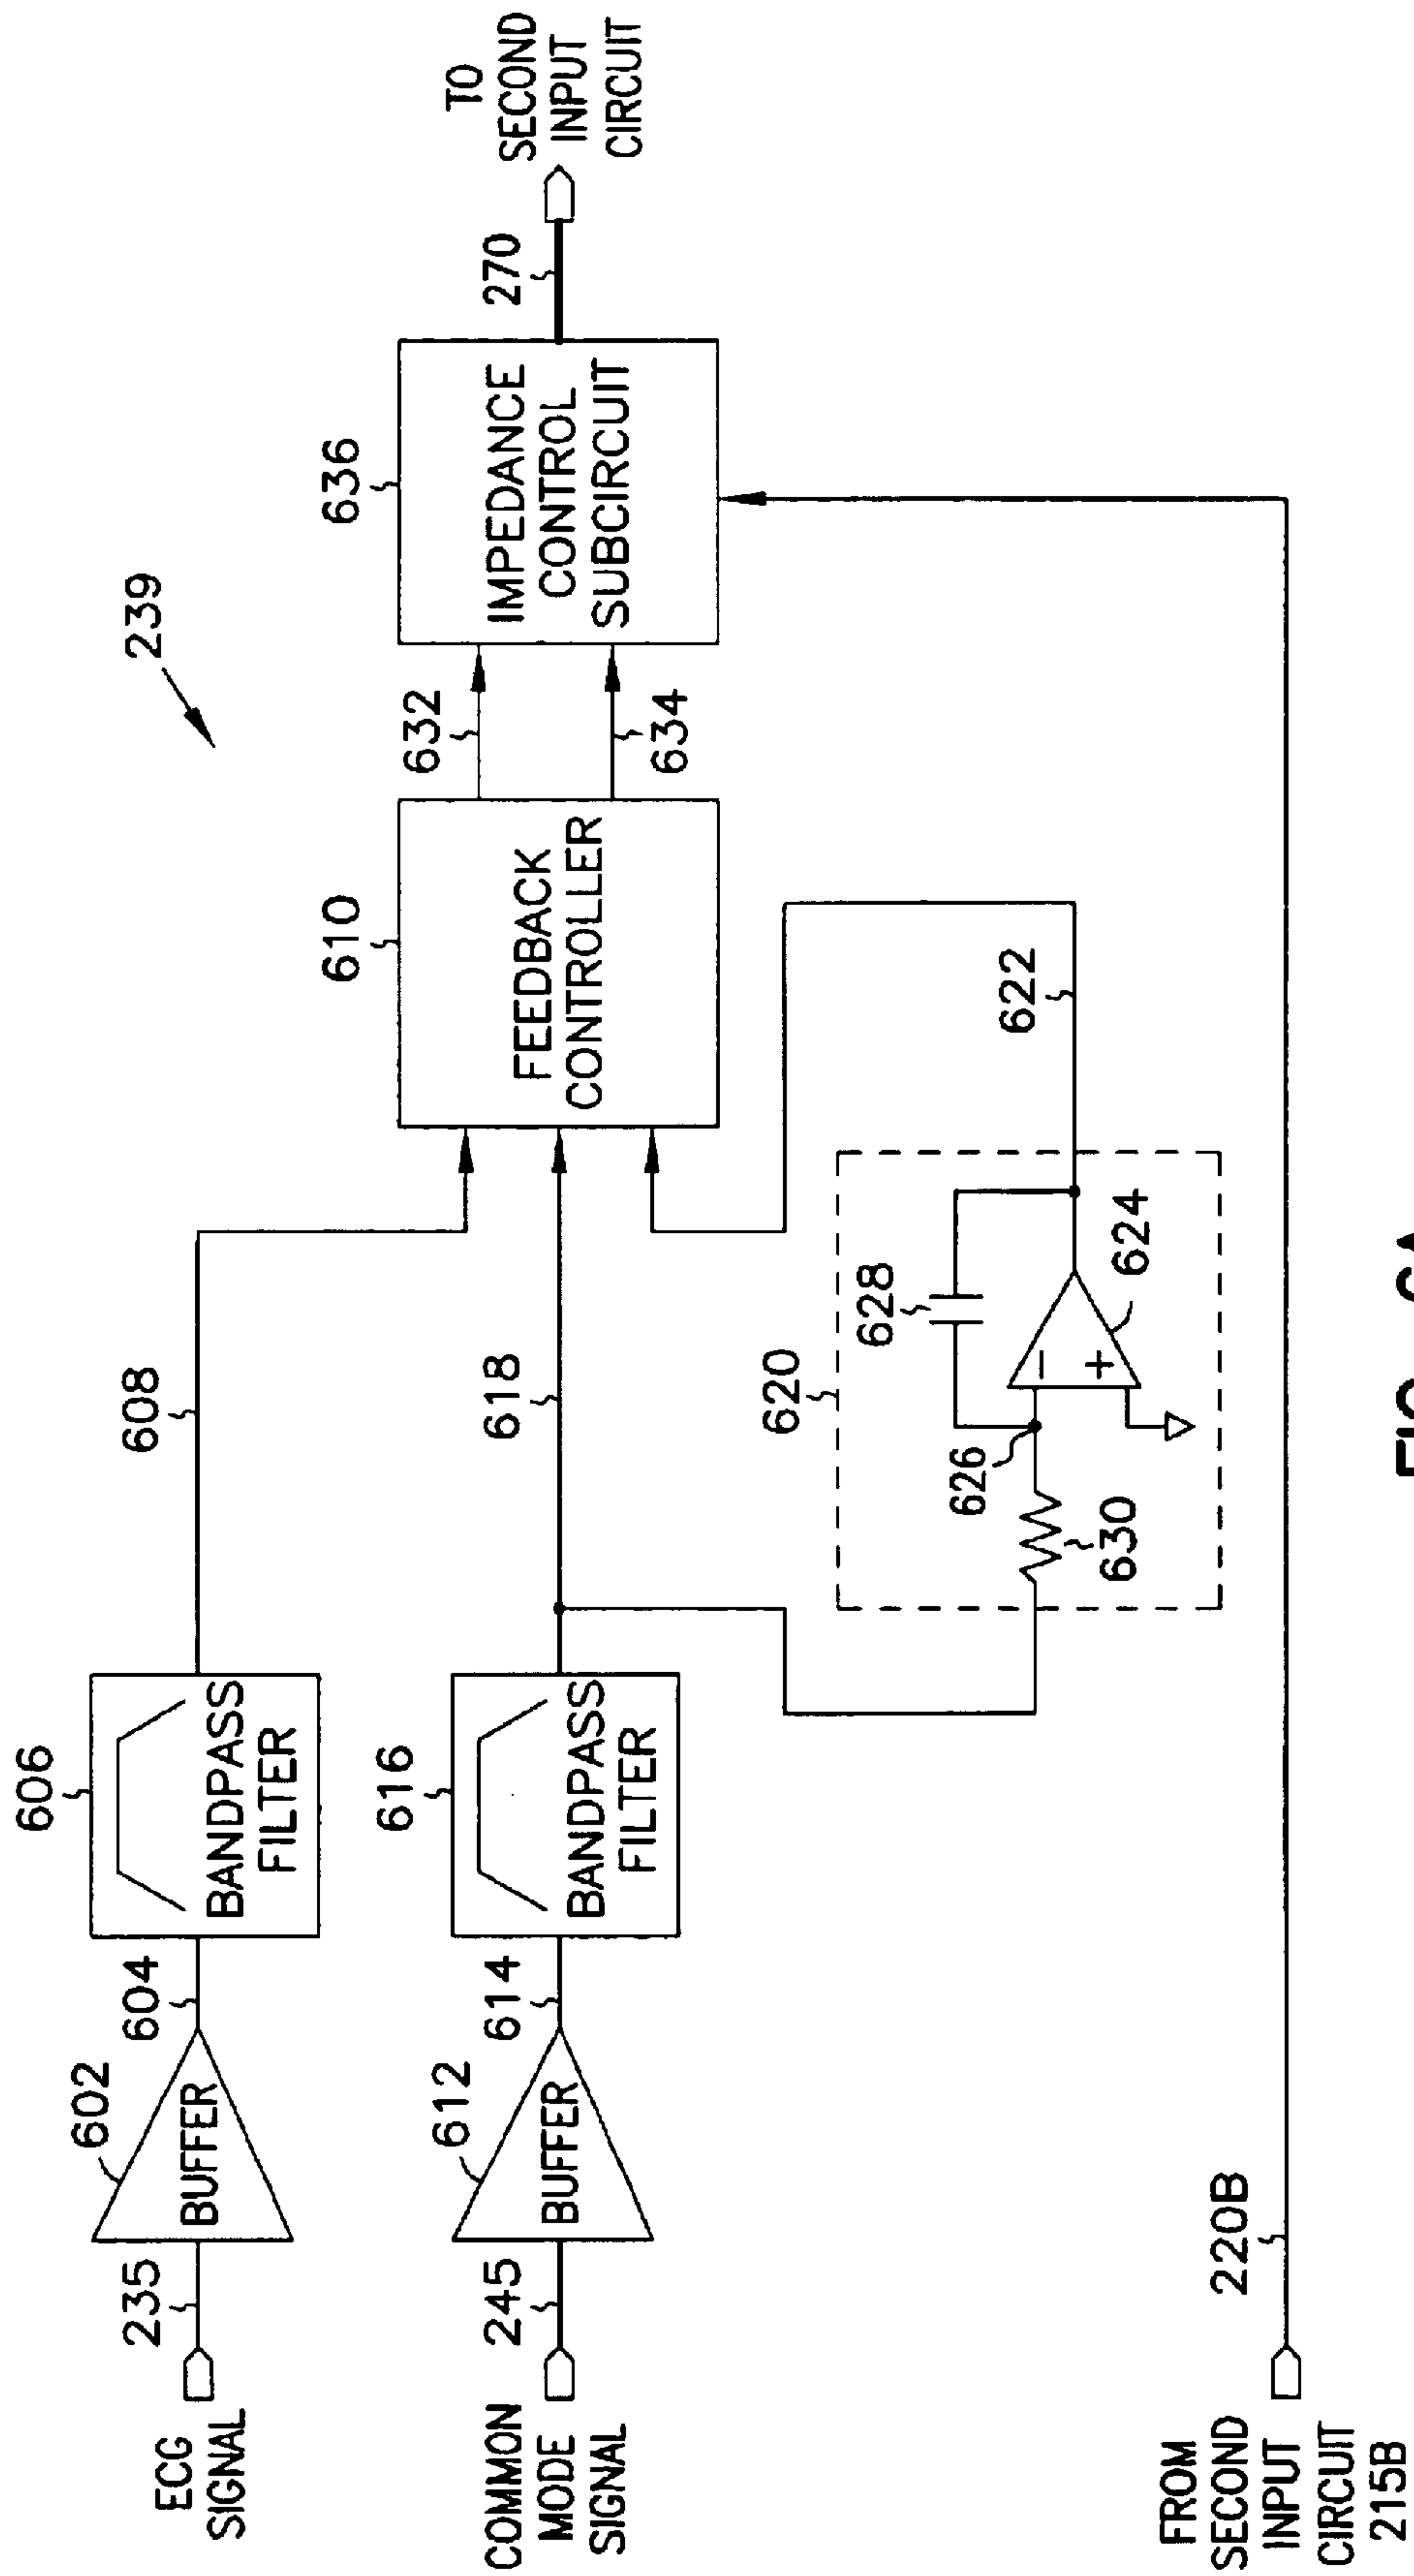 239
ECG
SIGNAL
235
602
BUFFER
604
606
BANDPASS
FILTER
608
COMMON
MODE
SIGNAL
245
612
BUFFER
614
616
BANDPASS
FILTER
618
610
FEEDBACK
CONTROLLER
632
634
636
IMPEDANCE
CONTROL
SUBCIRCUIT
270
TO
SECOND
INPUT
CIRCUIT
620
630
626
628
−
+
624
622
FROM
SECOND
INPUT
CIRCUIT
215B
220B